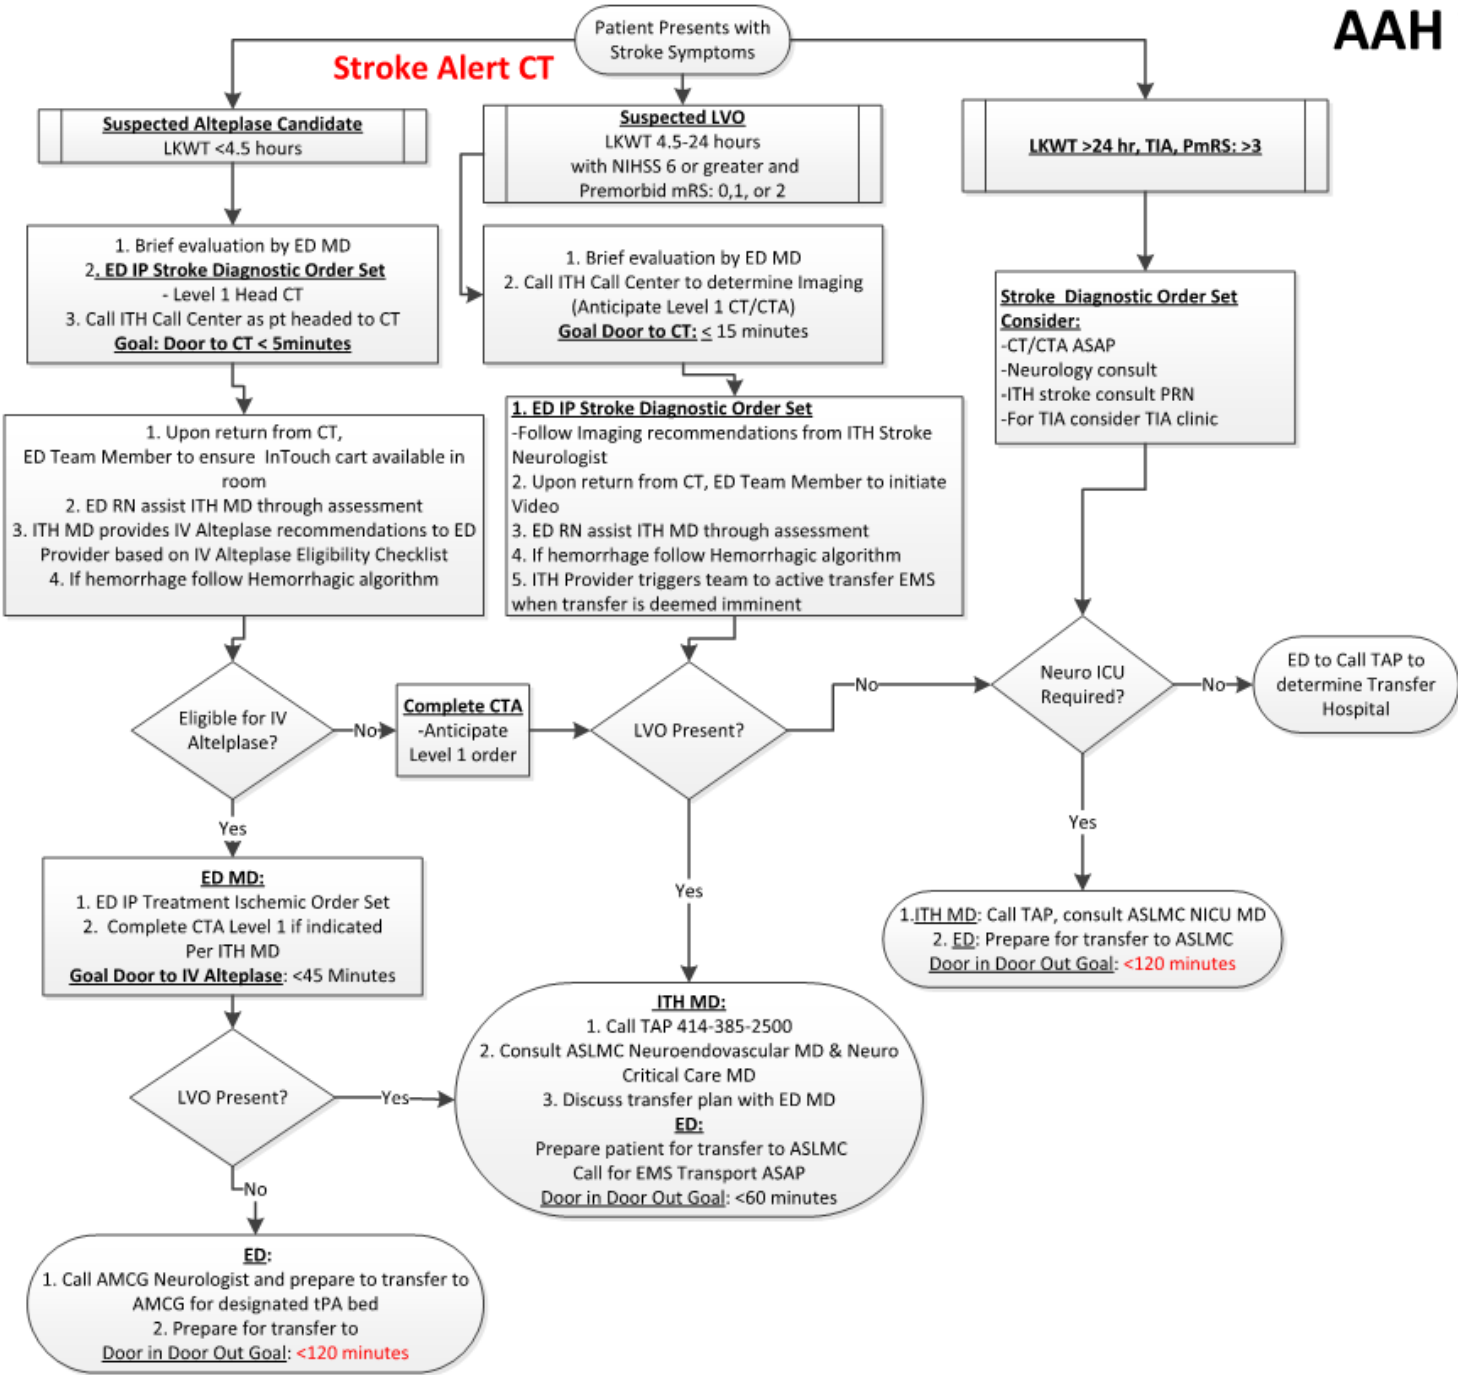 AAH
Patient Presents with
Stroke Symptoms
Stroke Alert CT
Suspected Alteplase Candidate
LKWT <4.5 hours
Suspected LVO
LKWT 4.5-24 hours
with NIHSS 6 or greater and
Premorbid mRS: 0,1, or 2
LKWT >24 hr, TIA, PmRS: >3
1. Brief evaluation by ED MD
2. ED IP Stroke Diagnostic Order Set
- Level 1 Head CT
3. Call ITH Call Center as pt headed to CT
Goal: Door to CT < 5minutes
1. Brief evaluation by ED MD
2. Call ITH Call Center to determine Imaging
(Anticipate Level 1 CT/CTA)
Goal Door to CT: < 15 minutes
Stroke Diagnostic Order Set
Consider:
-CT/CTA ASAP
-Neurology consult
-ITH stroke consult PRN
-For TIA consider TIA clinic
1. Upon return from CT,
ED Team Member to ensure InTouch cart available in
room
2. ED RN assist ITH MD through assessment
3. ITH MD provides IV Alteplase recommendations to ED
Provider based on IV Alteplase Eligibility Checklist
4. If hemorrhage follow Hemorrhagic algorithm
1. ED IP Stroke Diagnostic Order Set
-Follow Imaging recommendations from ITH Stroke
Neurologist
2. Upon return from CT, ED Team Member to initiate
Video
3. ED RN assist ITH MD through assessment
4. If hemorrhage follow Hemorrhagic algorithm
5. ITH Provider triggers team to active transfer EMS
when transfer is deemed imminent
Eligible for IV
Altelplase?
No
Complete CTA
-Anticipate
Level 1 order
LVO Present?
No
Neuro ICU
Required?
No
ED to Call TAP to
determine Transfer
Hospital
Yes
Yes
Yes
ED MD:
1. ED IP Treatment Ischemic Order Set
2. Complete CTA Level 1 if indicated
Per ITH MD
Goal Door to IV Alteplase: <45 Minutes
1.ITH MD: Call TAP, consult ASLMC NICU MD
2. ED: Prepare for transfer to ASLMC
Door in Door Out Goal: <120 minutes
LVO Present?
Yes
ITH MD:
1. Call TAP 414-385-2500
2. Consult ASLMC Neuroendovascular MD & Neuro
Critical Care MD
3. Discuss transfer plan with ED MD
ED:
Prepare patient for transfer to ASLMC
Call for EMS Transport ASAP
Door in Door Out Goal: <60 minutes
No
ED:
1. Call AMCG Neurologist and prepare to transfer to
AMCG for designated tPA bed
2. Prepare for transfer to
Door in Door Out Goal: <120 minutes